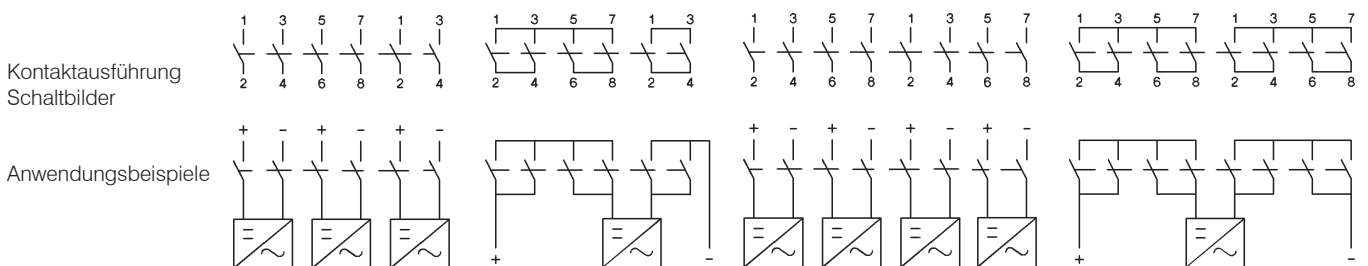 1 3 5 7 1 3 1 3 5 7 1 3 1 3 5 7 1 3 5 7 1 3 5 7 1 3 5 7
Kontaktausführung
Schaltbilder
2 4 6 8 2 4 2 4 6 8 2 4 2 4 6 8 2 4 6 8 2 4 6 8 2 4 6 8
+ − + − + − + − + − + − + −
Anwendungsbeispiele
= ~ = ~ = ~ = ~ = ~ = ~ = ~ = ~ = ~
+ − + −